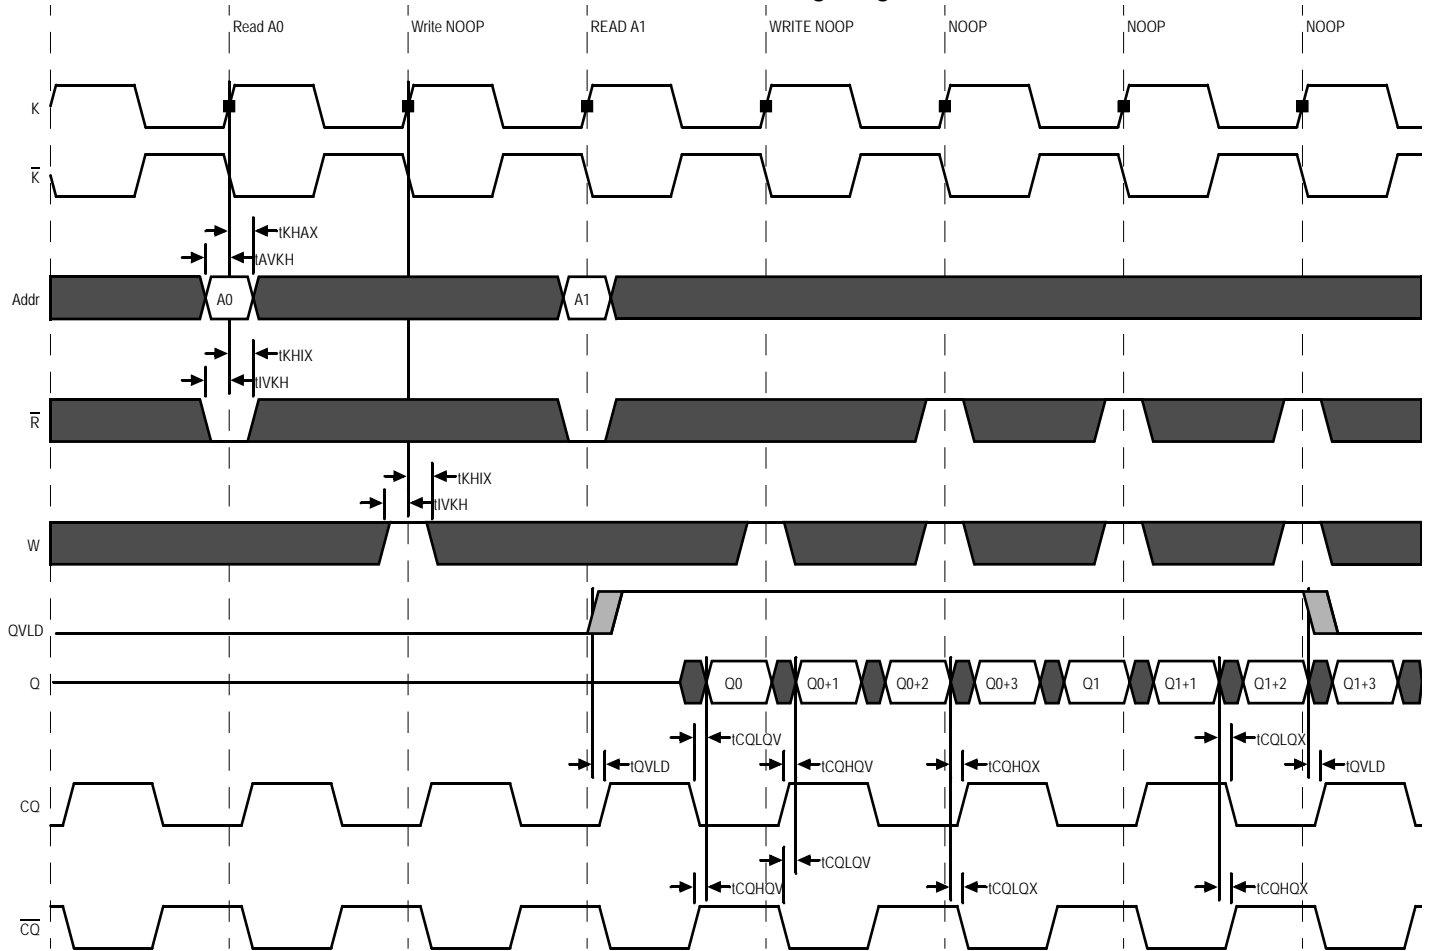 Read A0 Write NOOP READ A1 WRITE NOOP NOOP NOOP NOOP
K
K
tKHAX
tAVKH
Addr A0 A1
tKHIX
tIVKH
R
tKHIX
tIVKH
W
QVLD
Q Q0 Q0+1 Q0+2 Q0+3 Q1 Q1+1 Q1+2 Q1+3
tCQLQV tCQLQX
tQVLD tCQHQV tCQHQX tQVLD
CQ
tCQLQV
tCQHQV tCQLQX tCQHQX
CQ